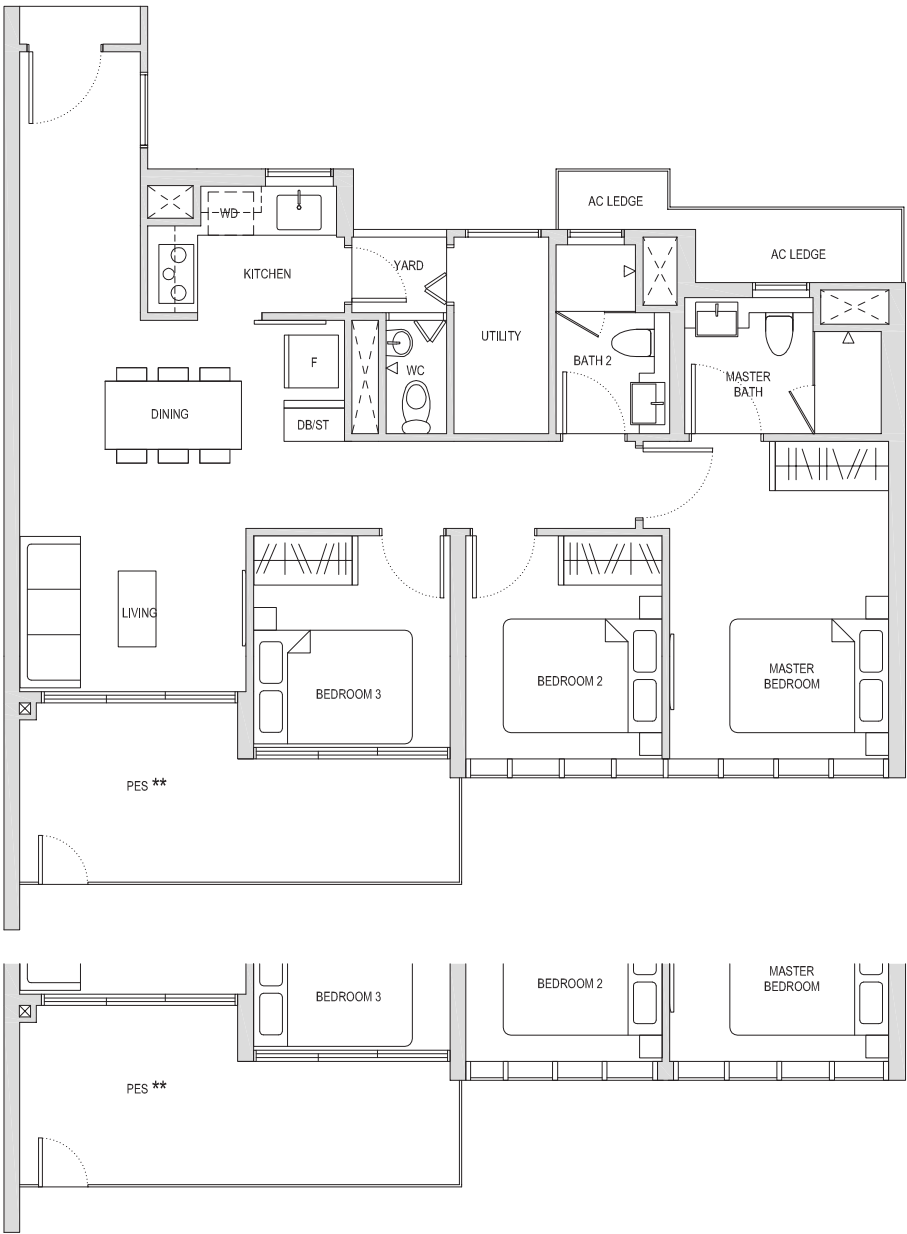 AC LEDGE
WD
AC LEDGE
KITCHEN
YARD
UTILITY
BATH 2
F
WC
MASTER
BATH
DINING
DB/ST
LIVING
BEDROOM 3
BEDROOM 2
MASTER
BEDROOM
PES **
BEDROOM 3
BEDROOM 2
MASTER
BEDROOM
PES **